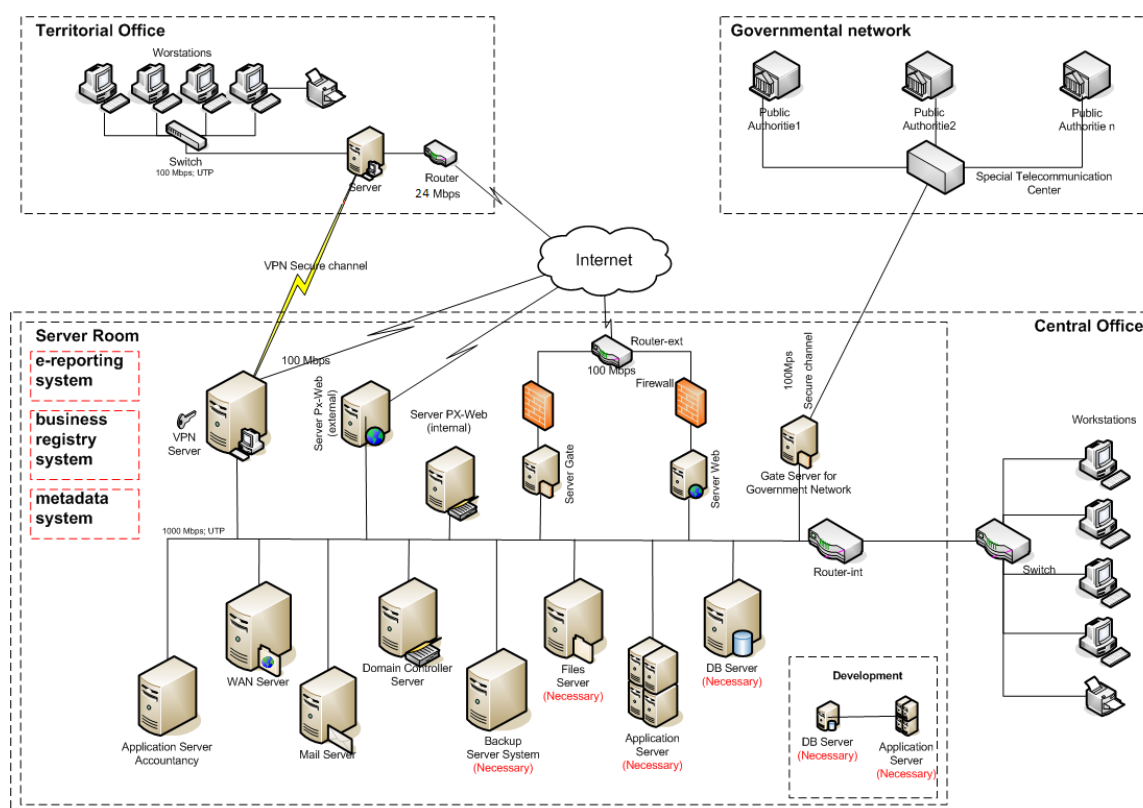 Territorial Office
Worstations
Switch
100 Mbps; UTP
Server
Router
24 Mbps
Governmental network
Public
Authoritie1
Public
Authoritie2
Public
Authoritie n
Special Telecommunication
Center
Internet
VPN Secure channel
Server Room
e-reporting
system
business
registry
system
metadata
system
100 Mbps
VPN
Server
Server Px-Web
(external)
Server PX-Web
(internal)
Router-ext
100 Mbps
Firewall
Server Gate
Server Web
100Mps
Secure channel
Gate Server for
Government Network
Central Office
Workstations
1000 Mbps; UTP
Router-int
Switch
Application Server
Accountancy
WAN Server
Mail Server
Domain Controller
Server
Backup
Server System
(Necessary)
Files
Server
(Necessary)
Application
Server
(Necessary)
DB Server
(Necessary)
Development
DB Server
(Necessary)
Application
Server
(Necessary)